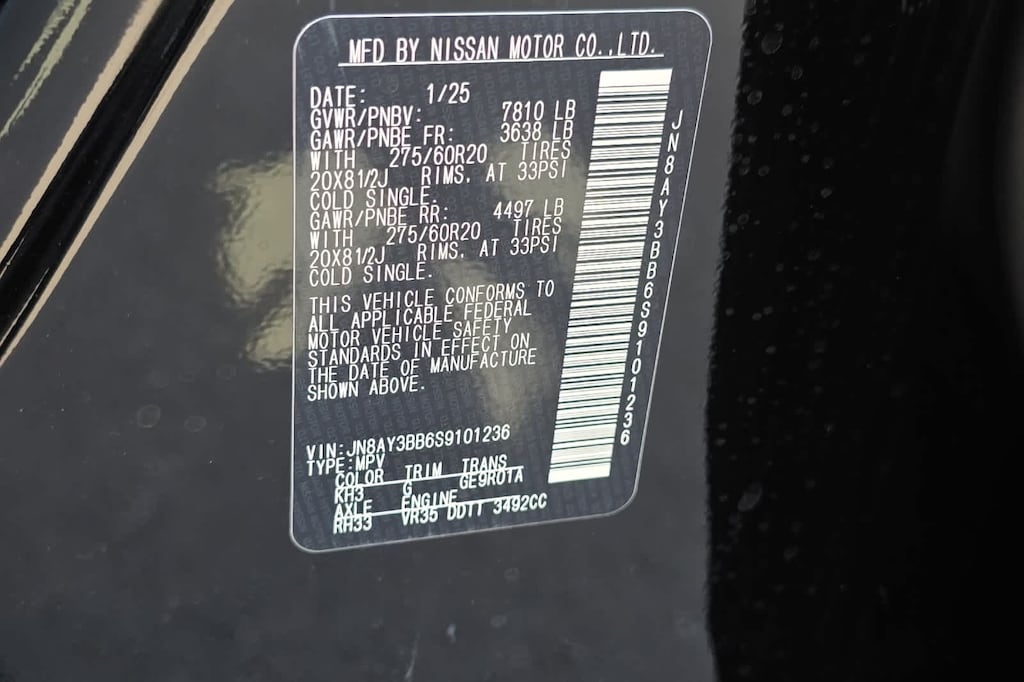 MFD BY NISSAN MOTOR CO.,LTD.
DATE: 1/25
GVWR/PNBV: 7810 LB
GAWR/PNBE FR: 3638 LB
WITH 275/60R20 TIRES
20X81/2J RIMS, AT 33PSI
COLD SINGLE.
GAWR/PNBE RR: 4497 LB
WITH 275/60R20 TIRES
20X81/2J RIMS, AT 33PSI
COLD SINGLE.
THIS VEHICLE CONFORMS TO
ALL APPLICABLE FEDERAL
MOTOR VEHICLE SAFETY
STANDARDS IN EFFECT ON
THE DATE OF MANUFACTURE
SHOWN ABOVE.
VIN:JN8AY3BB6S9101236
TYPE:MPV
COLOR TRIM TRANS
KH3 G GE9R01A
AXLE ENGINE
RH33 VR35 DDTT 3492CC
JN8AY3BB6S9101236